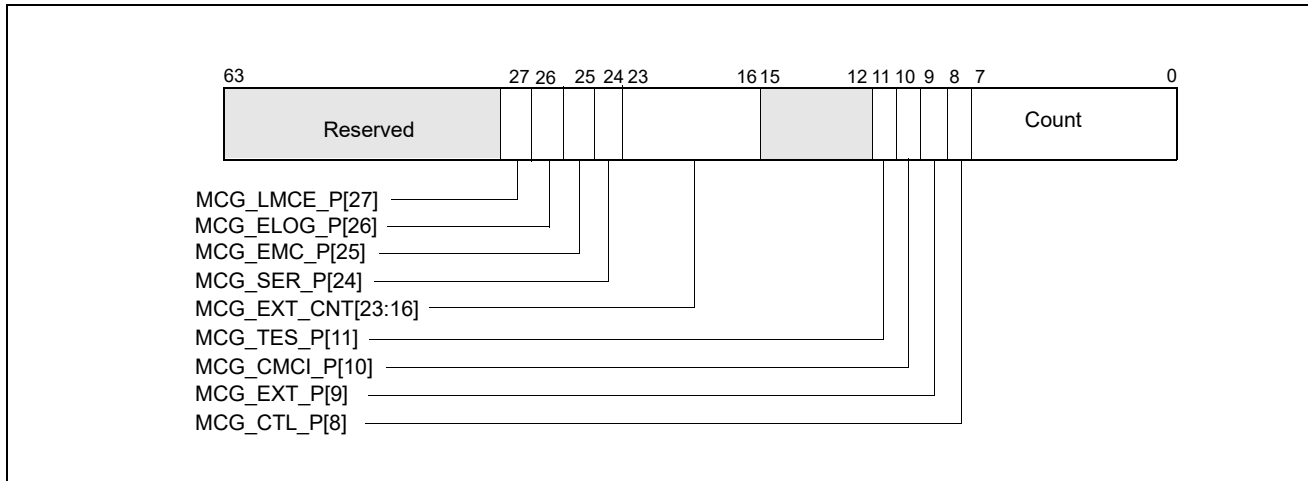 63 27 26 25 24 23 16 15 12 11 10 9 8 7 0
Reserved Count
MCG_LMCE_P[27]
MCG_ELOG_P[26]
MCG_EMC_P[25]
MCG_SER_P[24]
MCG_EXT_CNT[23:16]
MCG_TES_P[11]
MCG_CMCI_P[10]
MCG_EXT_P[9]
MCG_CTL_P[8]